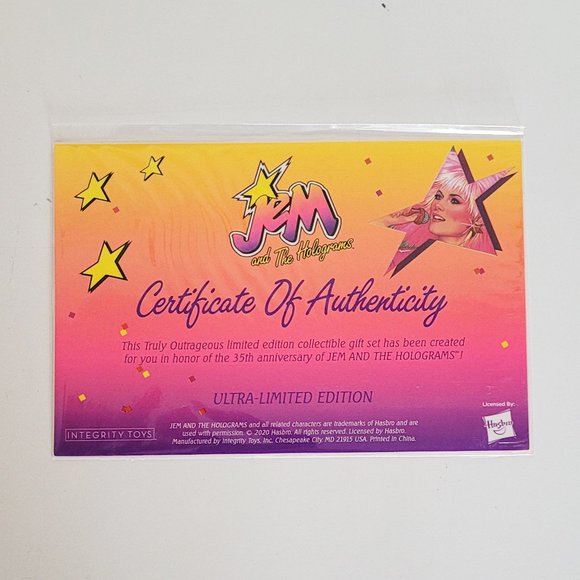 JEM
and The Holograms
Certificate Of Authenticity
This Truly Outrageous limited edition collectible gift set has been created
for you in honor of the 35th anniversary of JEM AND THE HOLOGRAMS™!
ULTRA-LIMITED EDITION
Licensed By:
Hasbro
INTEGRITY TOYS
JEM AND THE HOLOGRAMS and all related characters are trademarks of Hasbro and are
used with permission. © 2020 Hasbro. All rights reserved. Licensed by Hasbro.
Manufactured by Integrity Toys, Inc. Chesapeake City, MD 21915 USA. Printed in China.